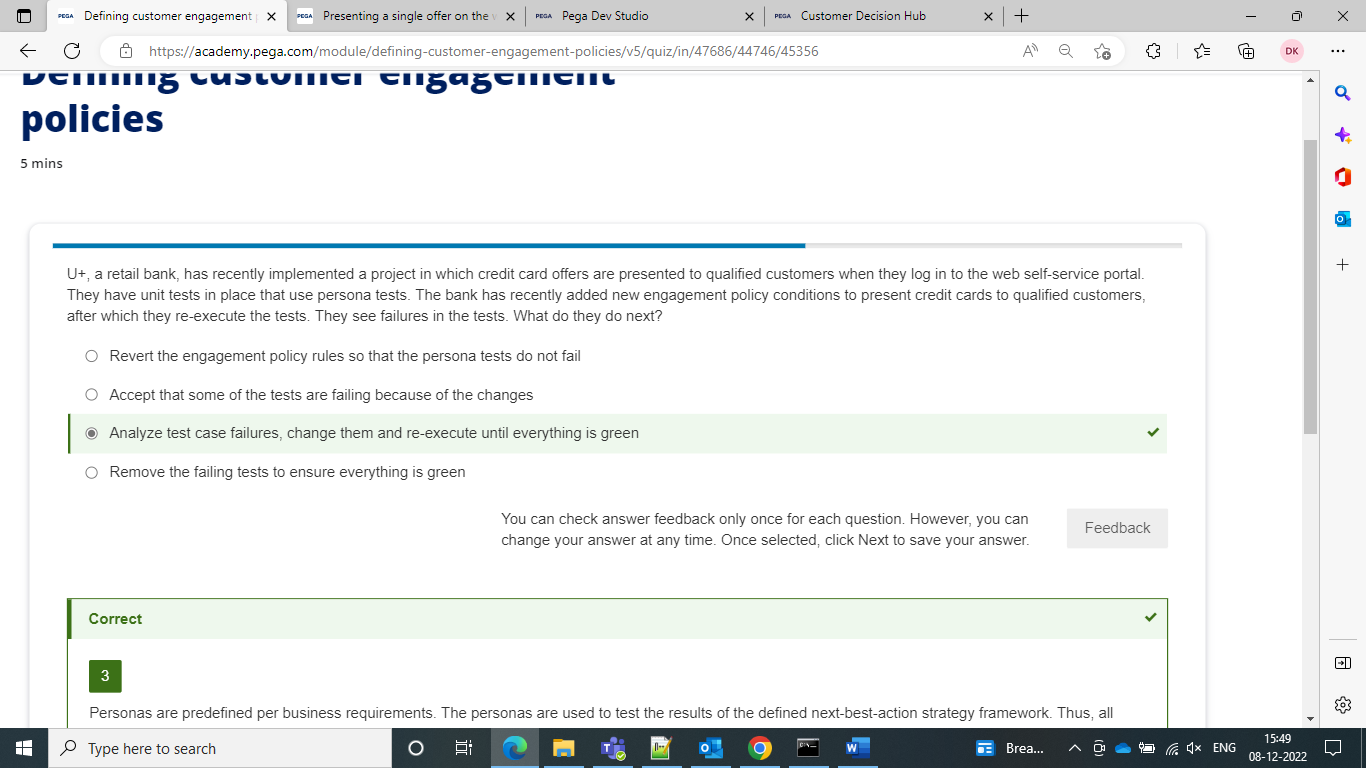 PEGA Defining customer engagement
PEGA Presenting a single offer on the
PEGA Pega Dev Studio
PEGA Customer Decision Hub
https://academy.pega.com/module/defining-customer-engagement-policies/v5/quiz/in/47686/44746/45356
DK
Defining customer engagement
policies
5 mins
U+, a retail bank, has recently implemented a project in which credit card offers are presented to qualified customers when they log in to the web self-service portal.
They have unit tests in place that use persona tests. The bank has recently added new engagement policy conditions to present credit cards to qualified customers,
after which they re-execute the tests. They see failures in the tests. What do they do next?
Revert the engagement policy rules so that the persona tests do not fail
Accept that some of the tests are failing because of the changes
Analyze test case failures, change them and re-execute until everything is green
Remove the failing tests to ensure everything is green
You can check answer feedback only once for each question. However, you can
change your answer at any time. Once selected, click Next to save your answer.
Feedback
Correct
3
Personas are predefined per business requirements. The personas are used to test the results of the defined next-best-action strategy framework. Thus, all
Type here to search
Brea...
ENG
15:49
08-12-2022